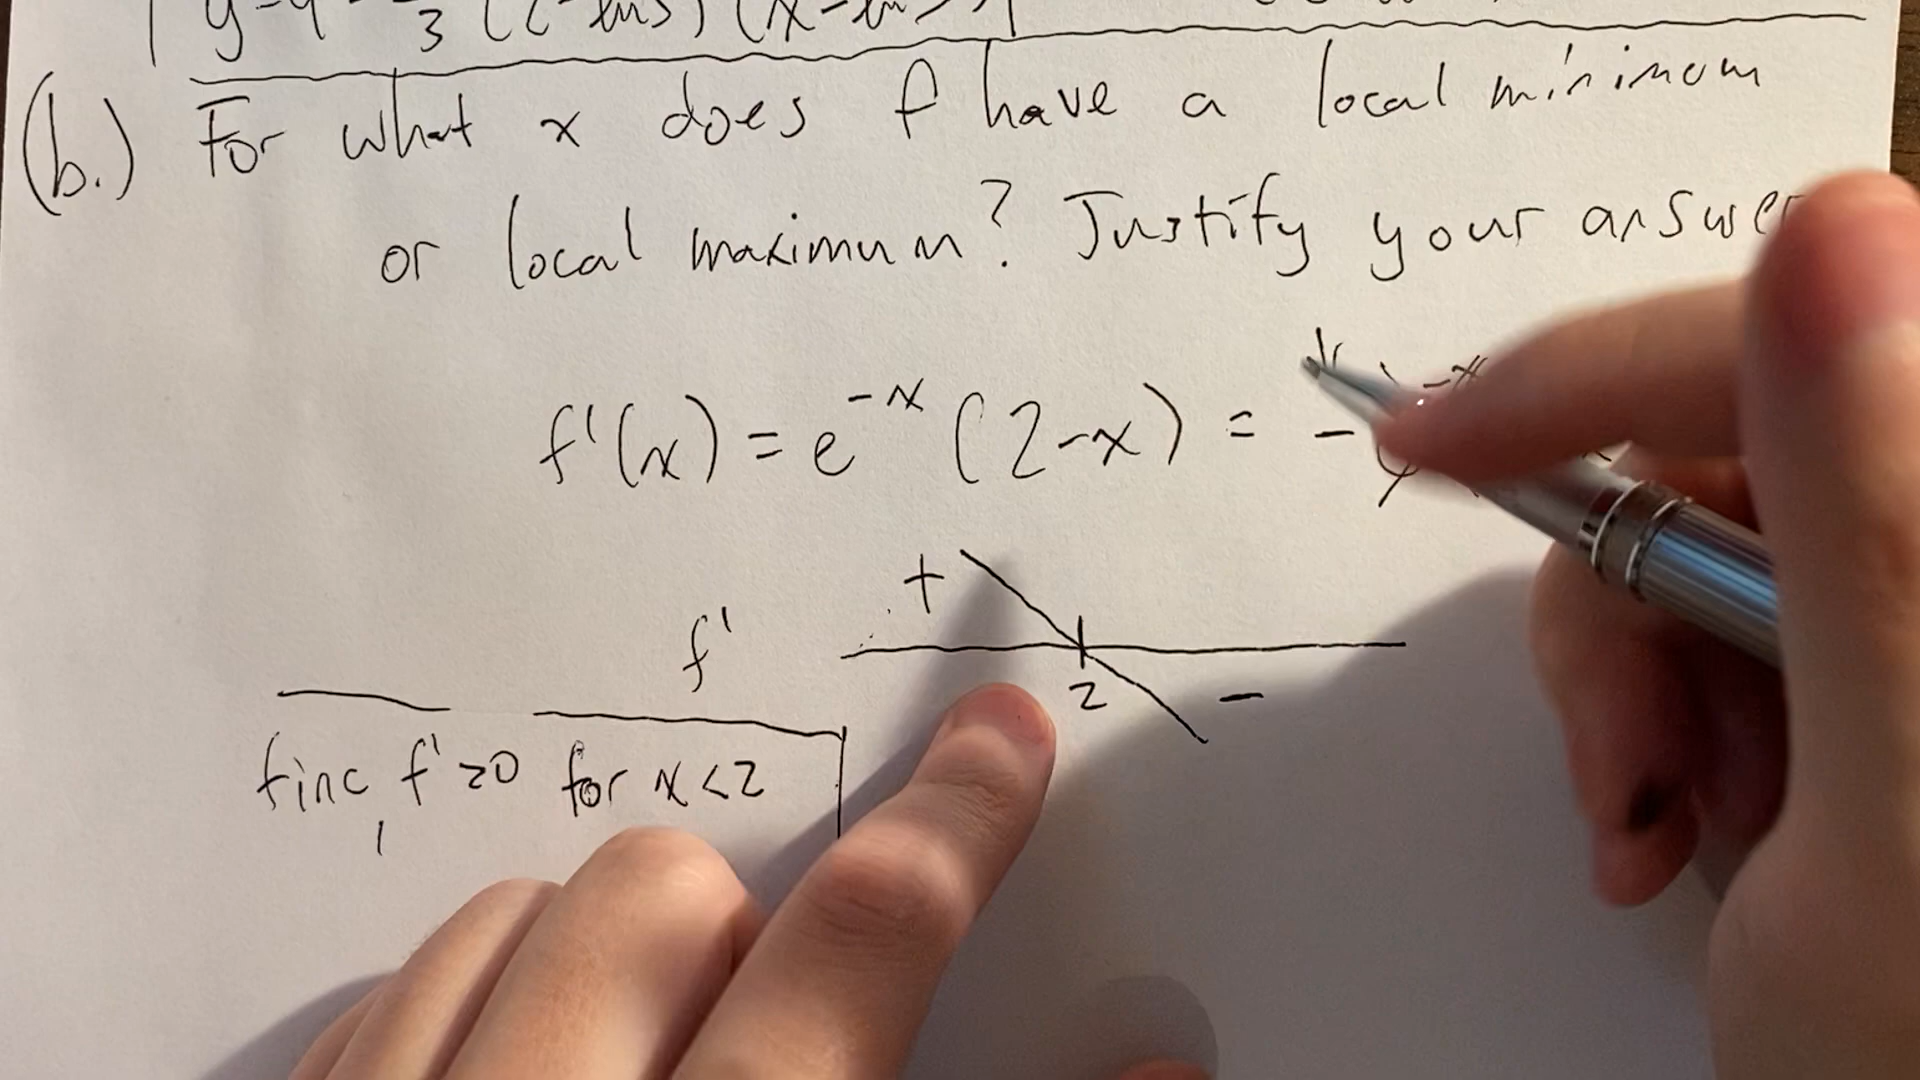 (b.) For what x does f have a local minimum
or local maximum? Justify your answer
f'(x) = e^{-x} (2-x) = -
+
f'
2 -
f inc, f' >0 for x<2